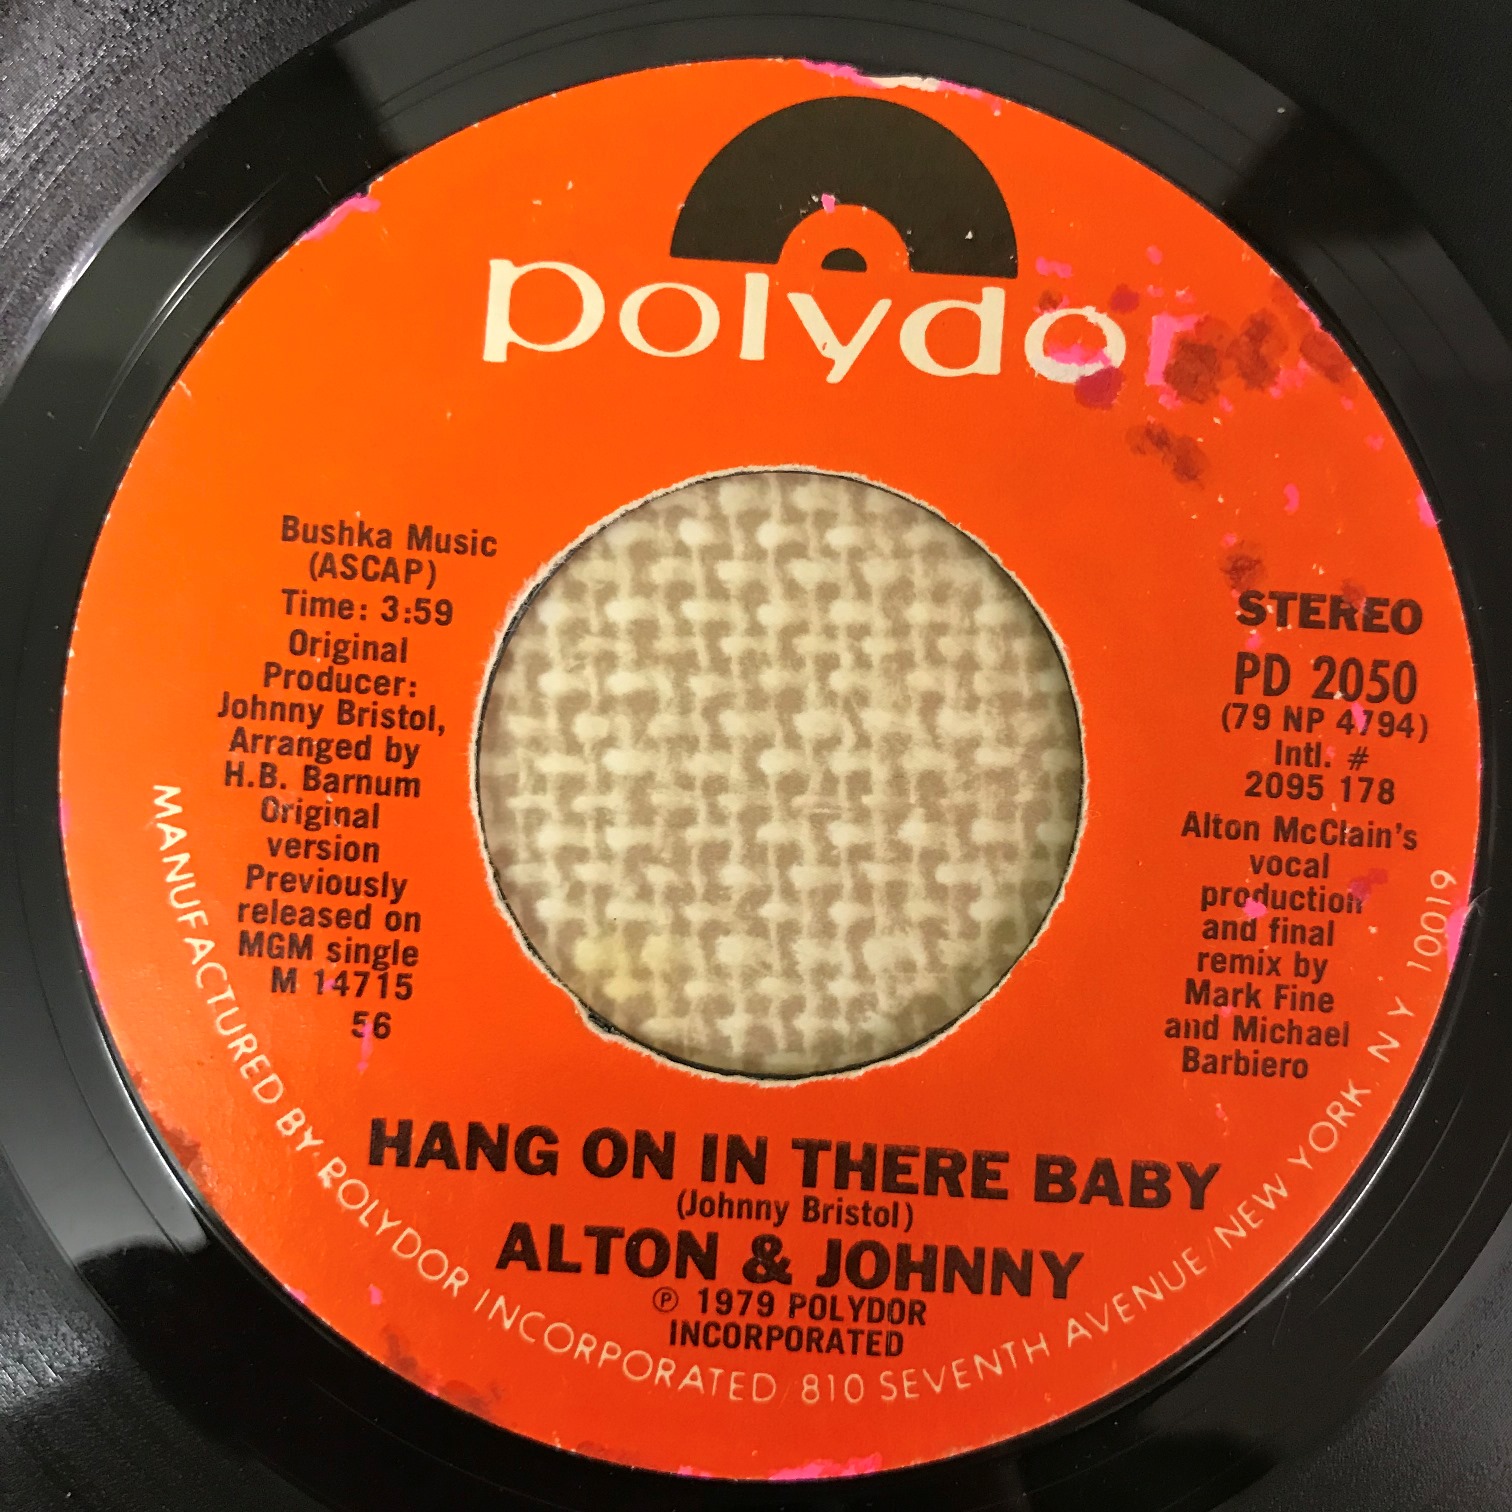 polydor
Bushka Music
(ASCAP)
Time: 3:59
Original
Producer:
Johnny Bristol,
Arranged by
H.B. Barnum
Original
version
Previously
released on
MGM single
M 14715
56
STEREO
PD 2050
(79 NP 4794)
Intl. #
2095 178
Alton McClain's
vocal
production
and final
remix by
Mark Fine
and Michael
Barbiero
HANG ON IN THERE BABY
(Johnny Bristol)
ALTON & JOHNNY
℗ 1979 POLYDOR
INCORPORATED
MANUFACTURED BY POLYDOR INCORPORATED / 810 SEVENTH AVENUE / NEW YORK. N Y 10019